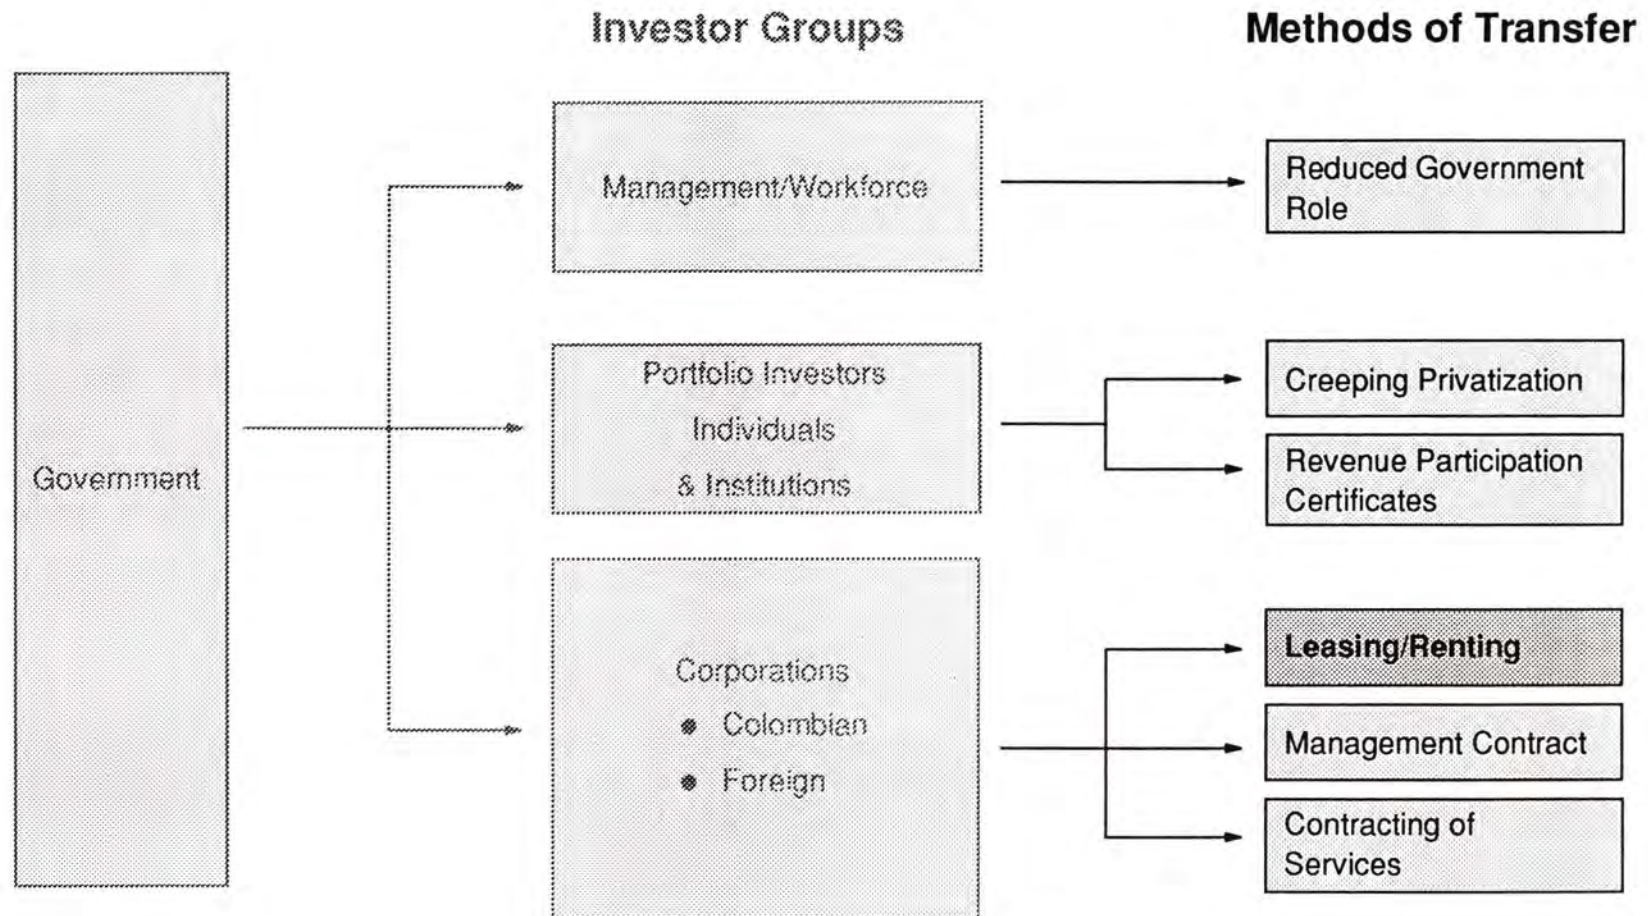 Investor Groups
Methods of Transfer
Government
Management/Workforce
Reduced Government
Role
Portfolio Investors
Individuals
& Institutions
Creeping Privatization
Revenue Participation
Certificates
Corporations
• Colombian
• Foreign
Leasing/Renting
Management Contract
Contracting of
Services